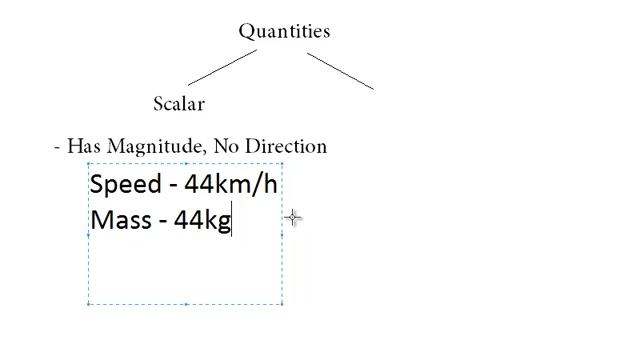 Quantities
Scalar
- Has Magnitude, No Direction
Speed - 44km/h
Mass - 44kg